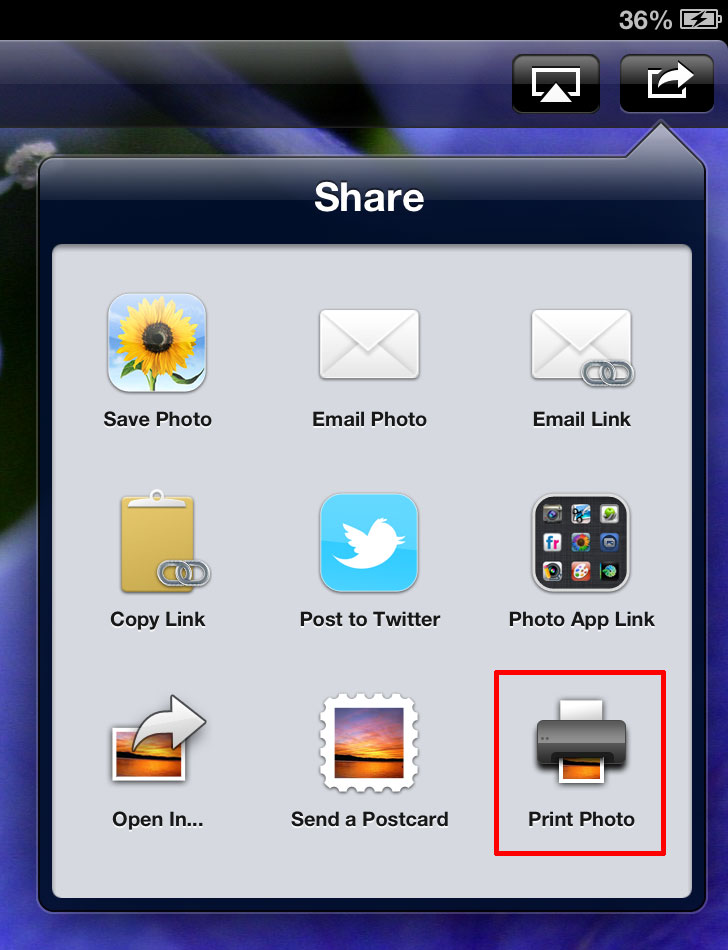 36%
Share
Save Photo
Email Photo
Email Link
Copy Link
Post to Twitter
Photo App Link
Open In...
Send a Postcard
Print Photo